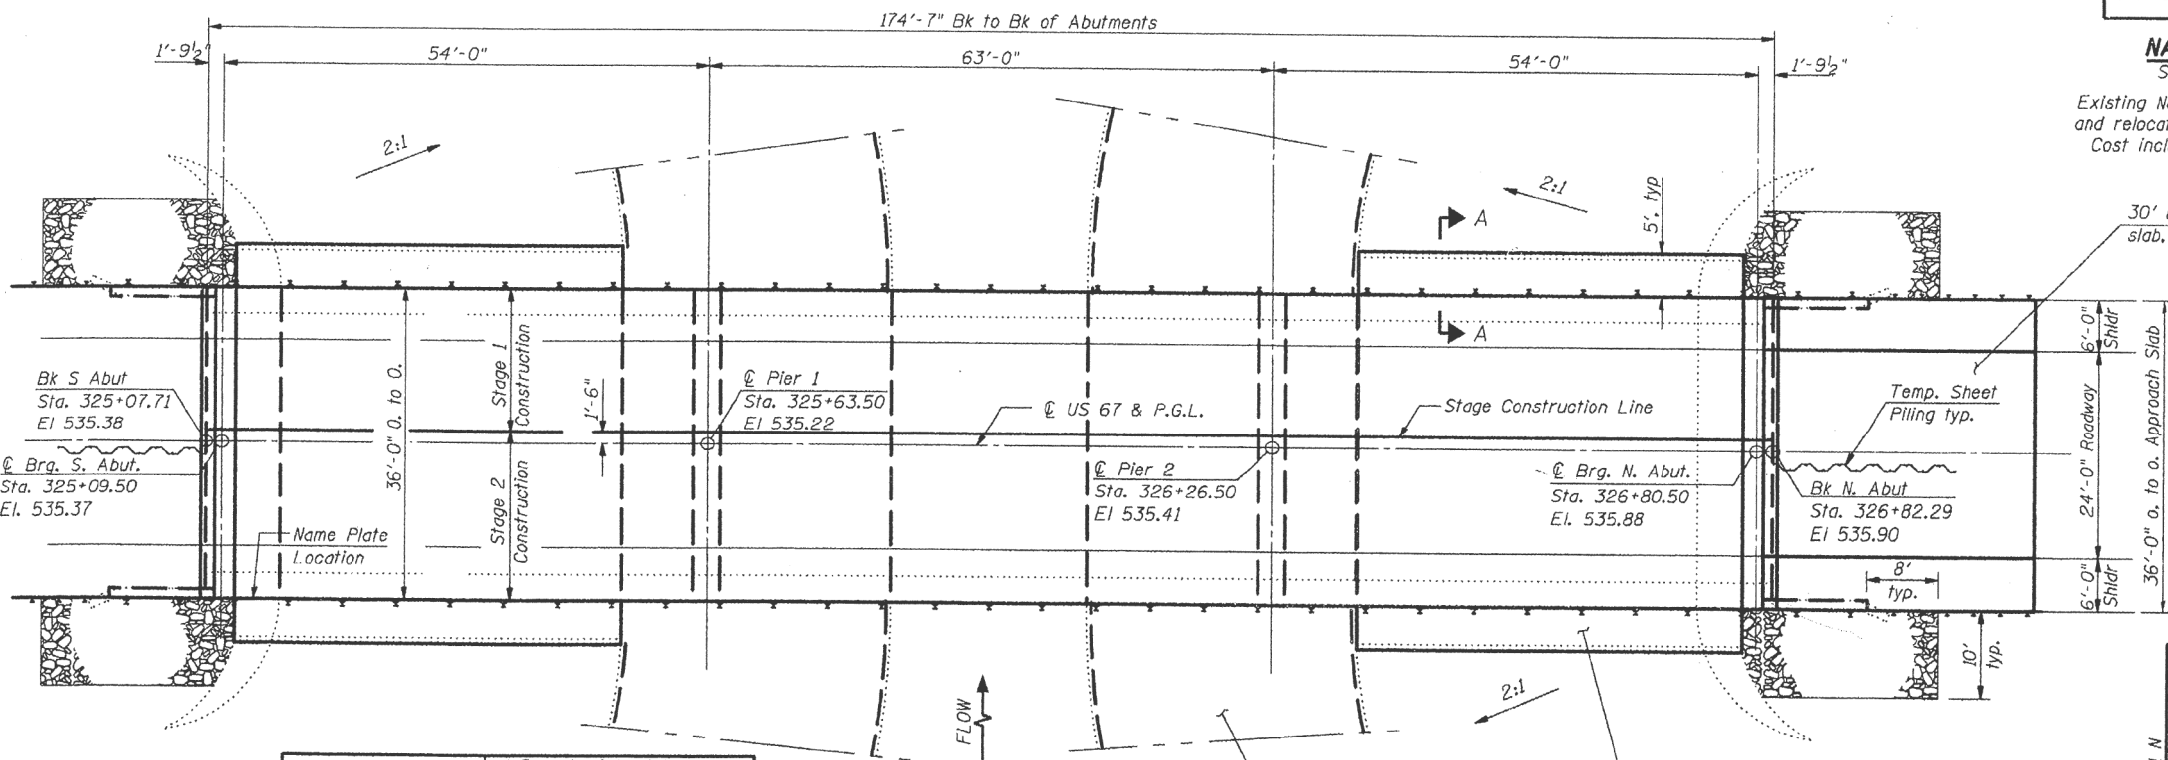 174'-7" Bk to Bk of Abutments
1'-9½"
54'-0"
63'-0"
54'-0"
1'-9½"
Existing
and
Cost
2:1
2:1
5'. typ
A
A
30'
slab.
Bk S Abut
Sta. 325+07.71
El 535.38
℄ Brg. S. Abut.
Sta. 325+09.50
El. 535.37
36'-0" O. to O.
Stage 1
Construction
Stage 2
Construction
1'-6"
℄ Pier 1
Sta. 325+63.50
El 535.22
℄ US 67 & P.G.L.
Stage Construction Line
℄ Pier 2
Sta. 326+26.50
El 535.41
℄ Brg. N. Abut.
Sta. 326+80.50
El. 535.88
Temp. Sheet
Piling typ.
Bk N. Abut
Sta. 326+82.29
El 535.90
6'-0"
Shldr
24'-0" Roadway
6'-0"
Shldr
36'-0" o. to o. Approach Slab
Name Plate
Location
8'
typ.
10'
typ.
FLOW
2:1
N